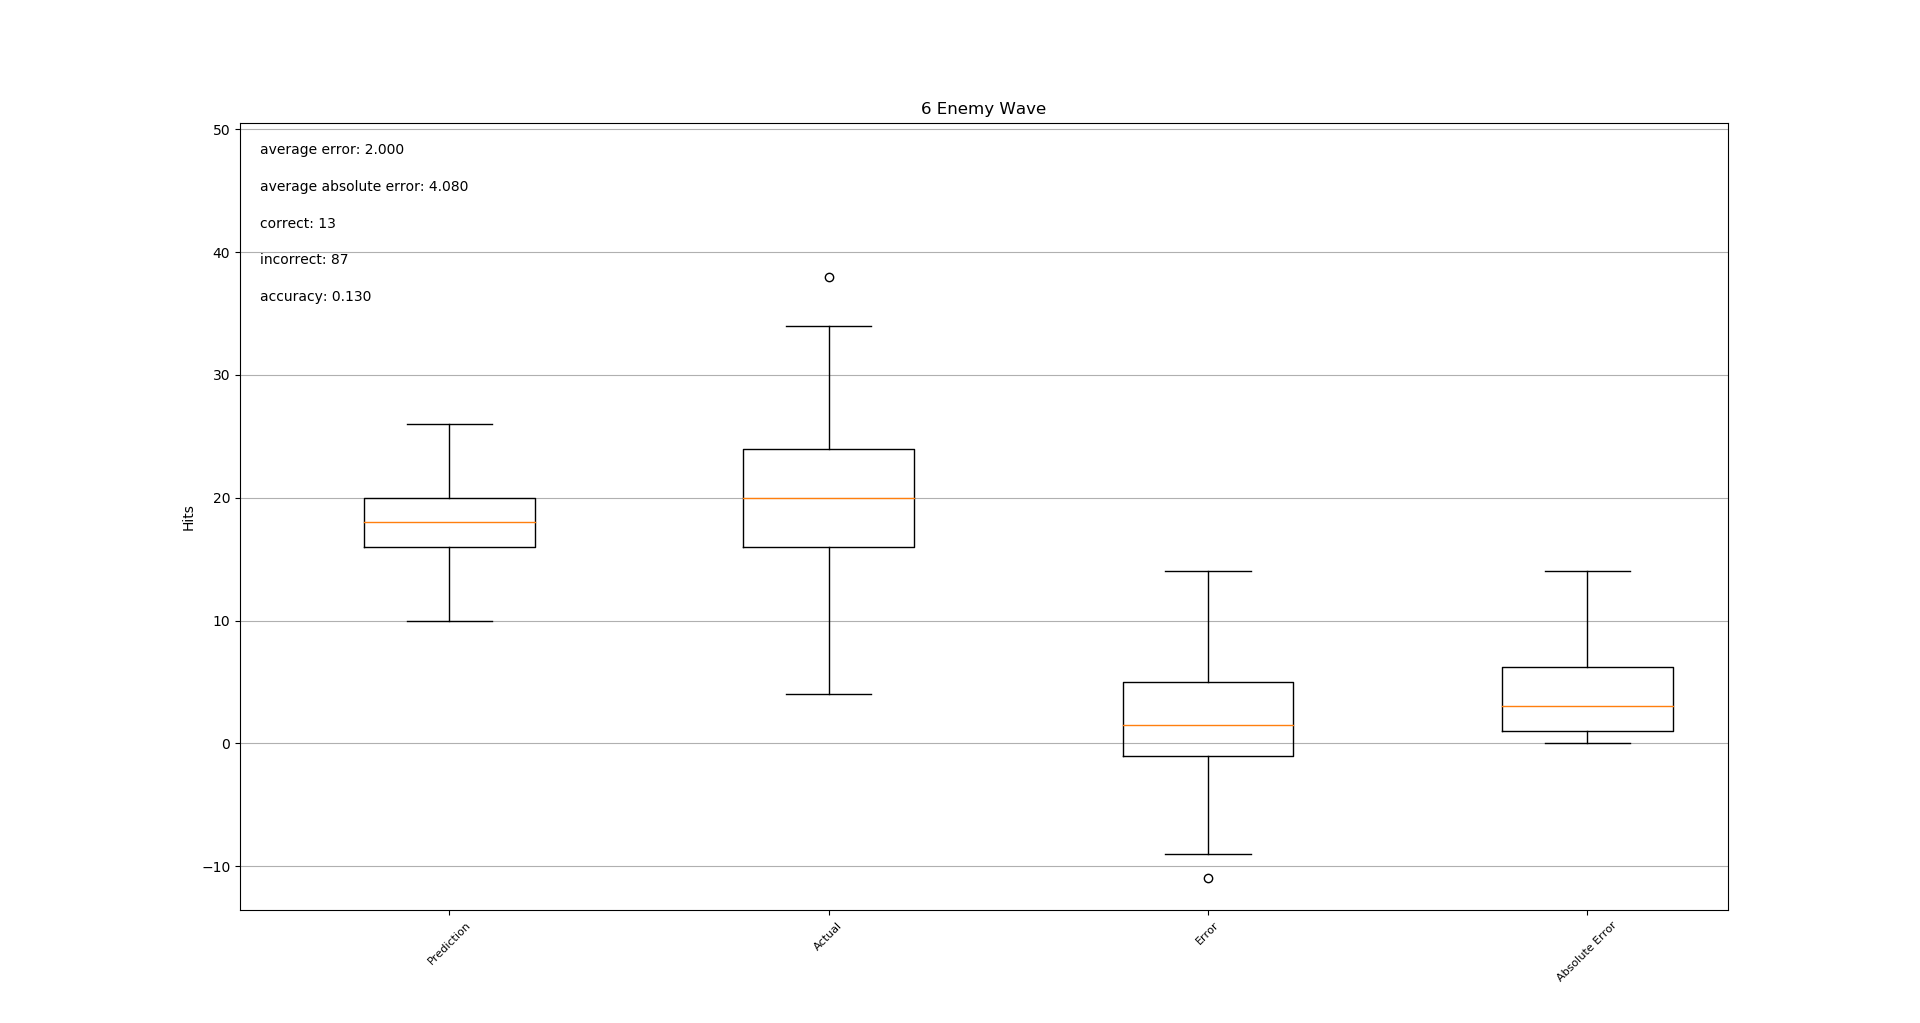 6 Enemy Wave
50
average error: 2.000
average absolute error: 4.080
correct: 13
40
incorrect: 87
accuracy: 0.130
30
20
Hits
10
0
−10
Prediction
Actual
Error
Absolute Error